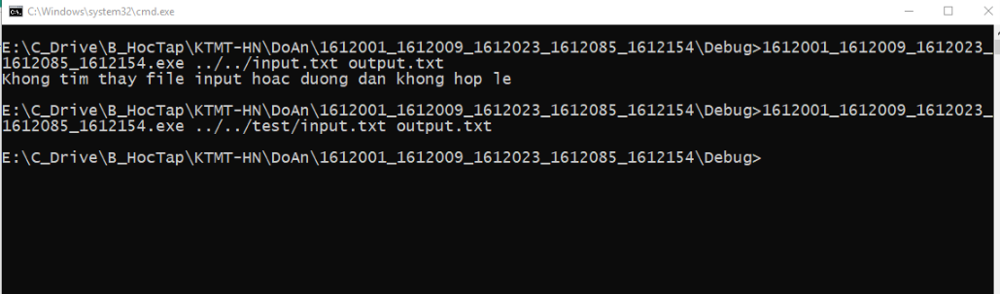 C:\Windows\system32\cmd.exe
E:\C_Drive\B_HocTap\KTMT-HN\DoAn\1612001_1612009_1612023_1612085_1612154\Debug>1612001_1612009_1612023_
1612085_1612154.exe ../../input.txt output.txt
Khong tim thay file input hoac duong dan khong hop le
E:\C_Drive\B_HocTap\KTMT-HN\DoAn\1612001_1612009_1612023_1612085_1612154\Debug>1612001_1612009_1612023_
1612085_1612154.exe ../../test/input.txt output.txt
E:\C_Drive\B_HocTap\KTMT-HN\DoAn\1612001_1612009_1612023_1612085_1612154\Debug>